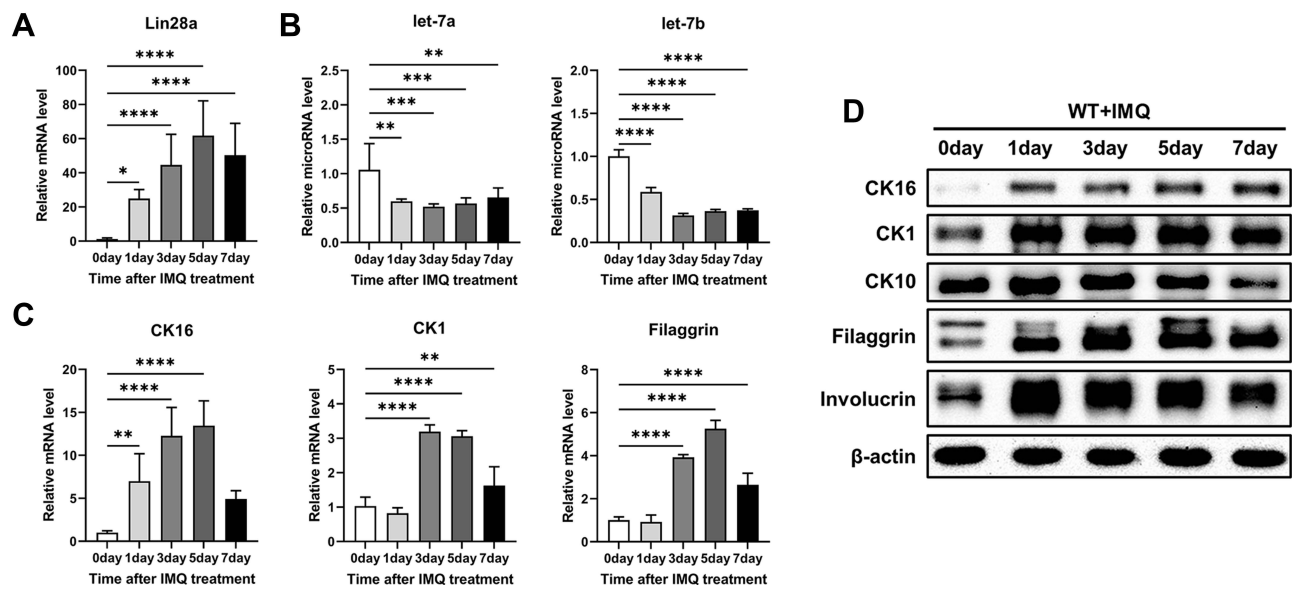 A
Lin28a
****
****
****
*
Relative mRNA level
100
80
60
40
20
0
0day 1day 3day 5day 7day
Time after IMQ treatment
B
let-7a
**
***
***
**
Relative microRNA level
2.5
2.0
1.5
1.0
0.5
0.0
0day 1day 3day 5day 7day
Time after IMQ treatment
let-7b
****
****
****
****
Relative microRNA level
2.0
1.5
1.0
0.5
0.0
0day 1day 3day 5day 7day
Time after IMQ treatment
C
CK16
****
****
**
Relative mRNA level
20
15
10
5
0
0day 1day 3day 5day 7day
Time after IMQ treatment
CK1
**
****
****
Relative mRNA level
5
4
3
2
1
0
0day 1day 3day 5day 7day
Time after IMQ treatment
Filaggrin
****
****
****
Relative mRNA level
8
6
4
2
0
0day 1day 3day 5day 7day
Time after IMQ treatment
D
WT+IMQ
0day 1day 3day 5day 7day
CK16
CK1
CK10
Filaggrin
Involucrin
β-actin